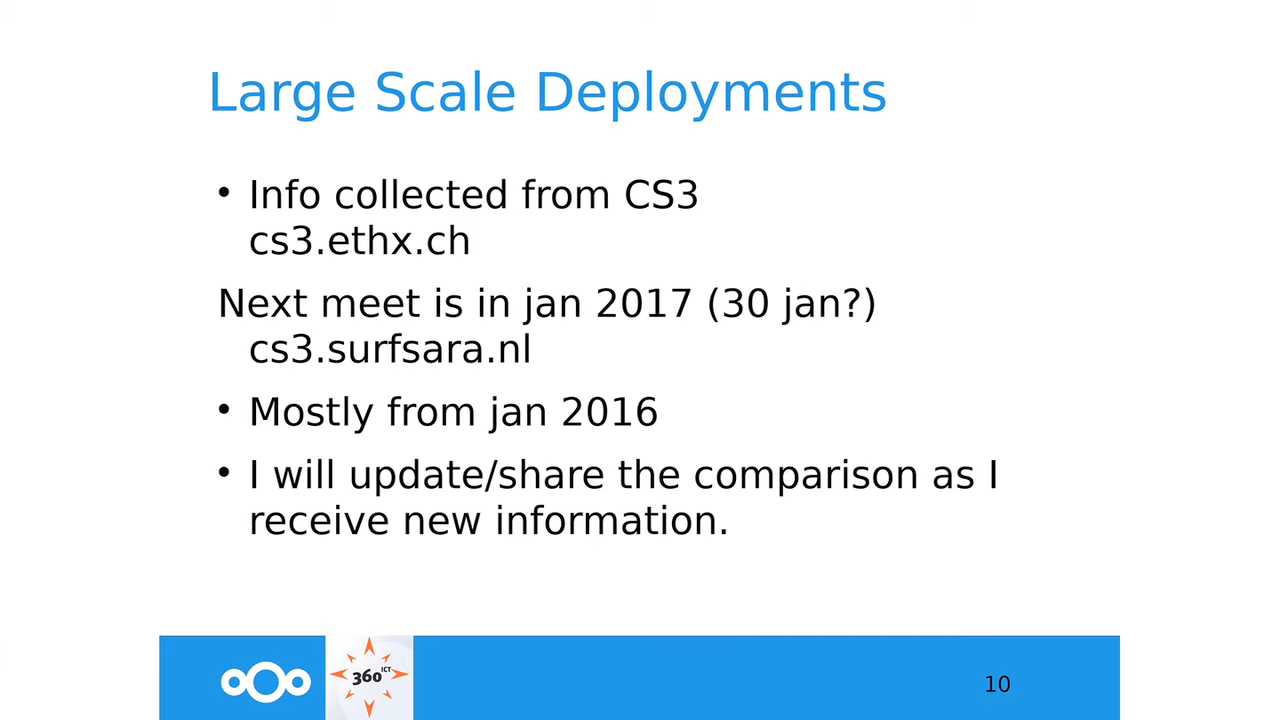 Large Scale Deployments
• Info collected from CS3
cs3.ethx.ch
Next meet is in jan 2017 (30 jan?)
cs3.surfsara.nl
• Mostly from jan 2016
• I will update/share the comparison as I
receive new information.
360 ICT
10